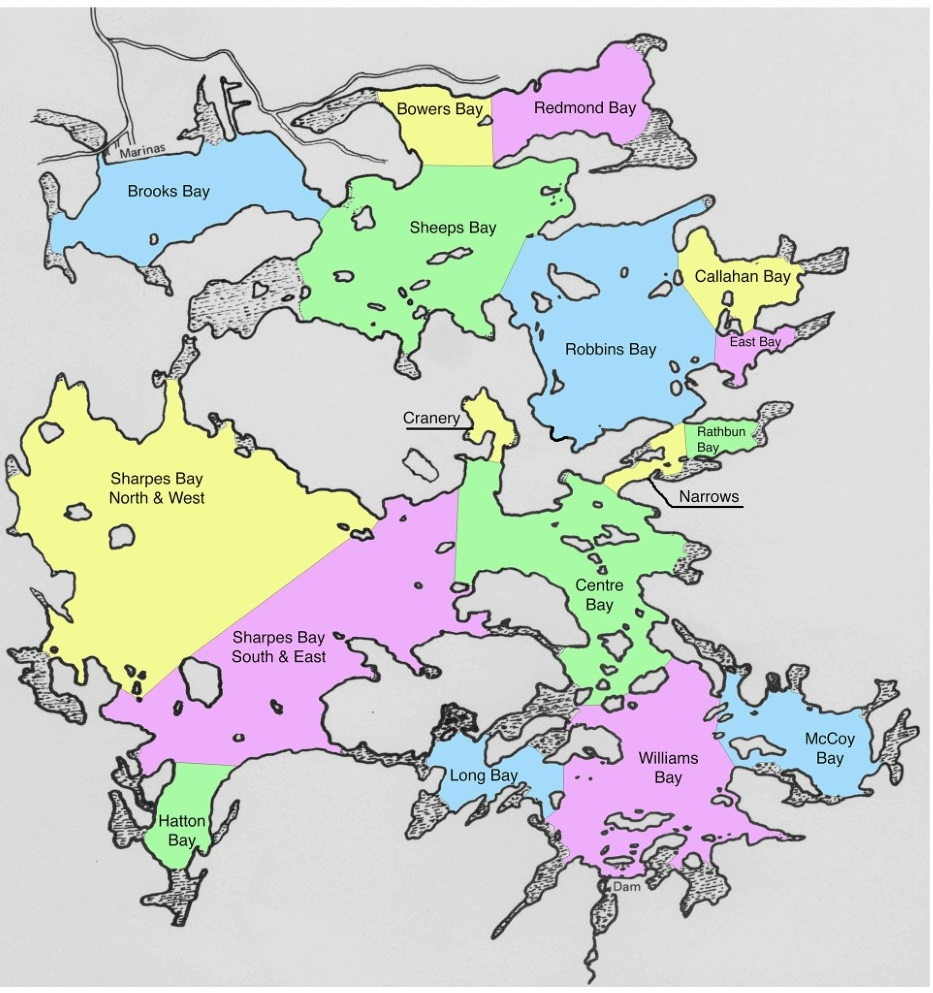 Bowers Bay
Redmond Bay
Marinas
Brooks Bay
Sheeps Bay
Callahan Bay
East Bay
Robbins Bay
Cranery
Rathbun
Bay
Narrows
Sharpes Bay
North & West
Centre
Bay
Sharpes Bay
South & East
McCoy
Bay
Williams
Bay
Long Bay
Hatton
Bay
Dam